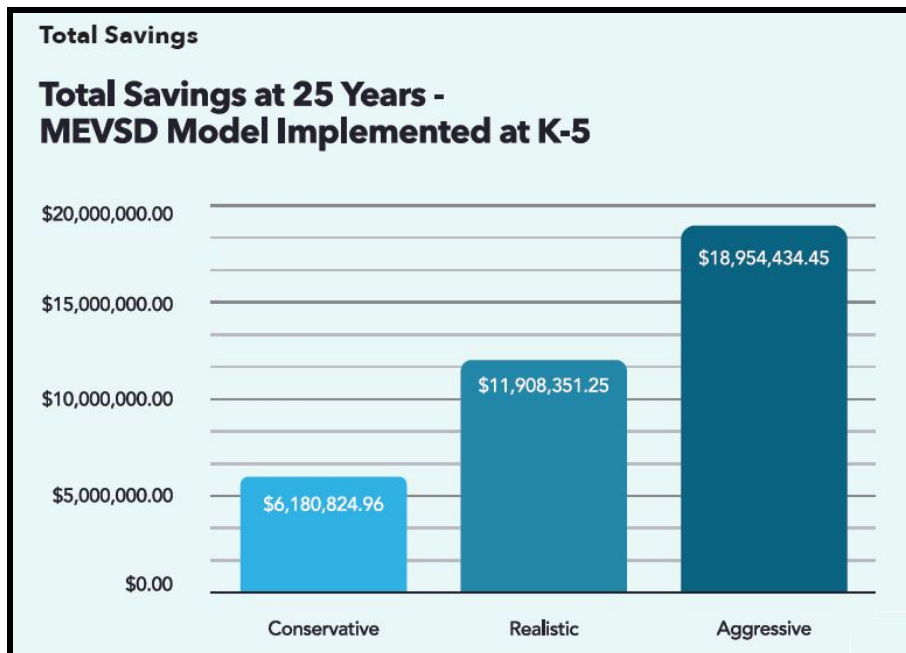 Total Savings
Total Savings at 25 Years -
MEVSD Model Implemented at K-5
$20,000,000.00
$18,954,434.45
$15,000,000.00
$11,908,351.25
$10,000,000.00
$5,000,000.00
$6,180,824.96
$0.00
Conservative
Realistic
Aggressive